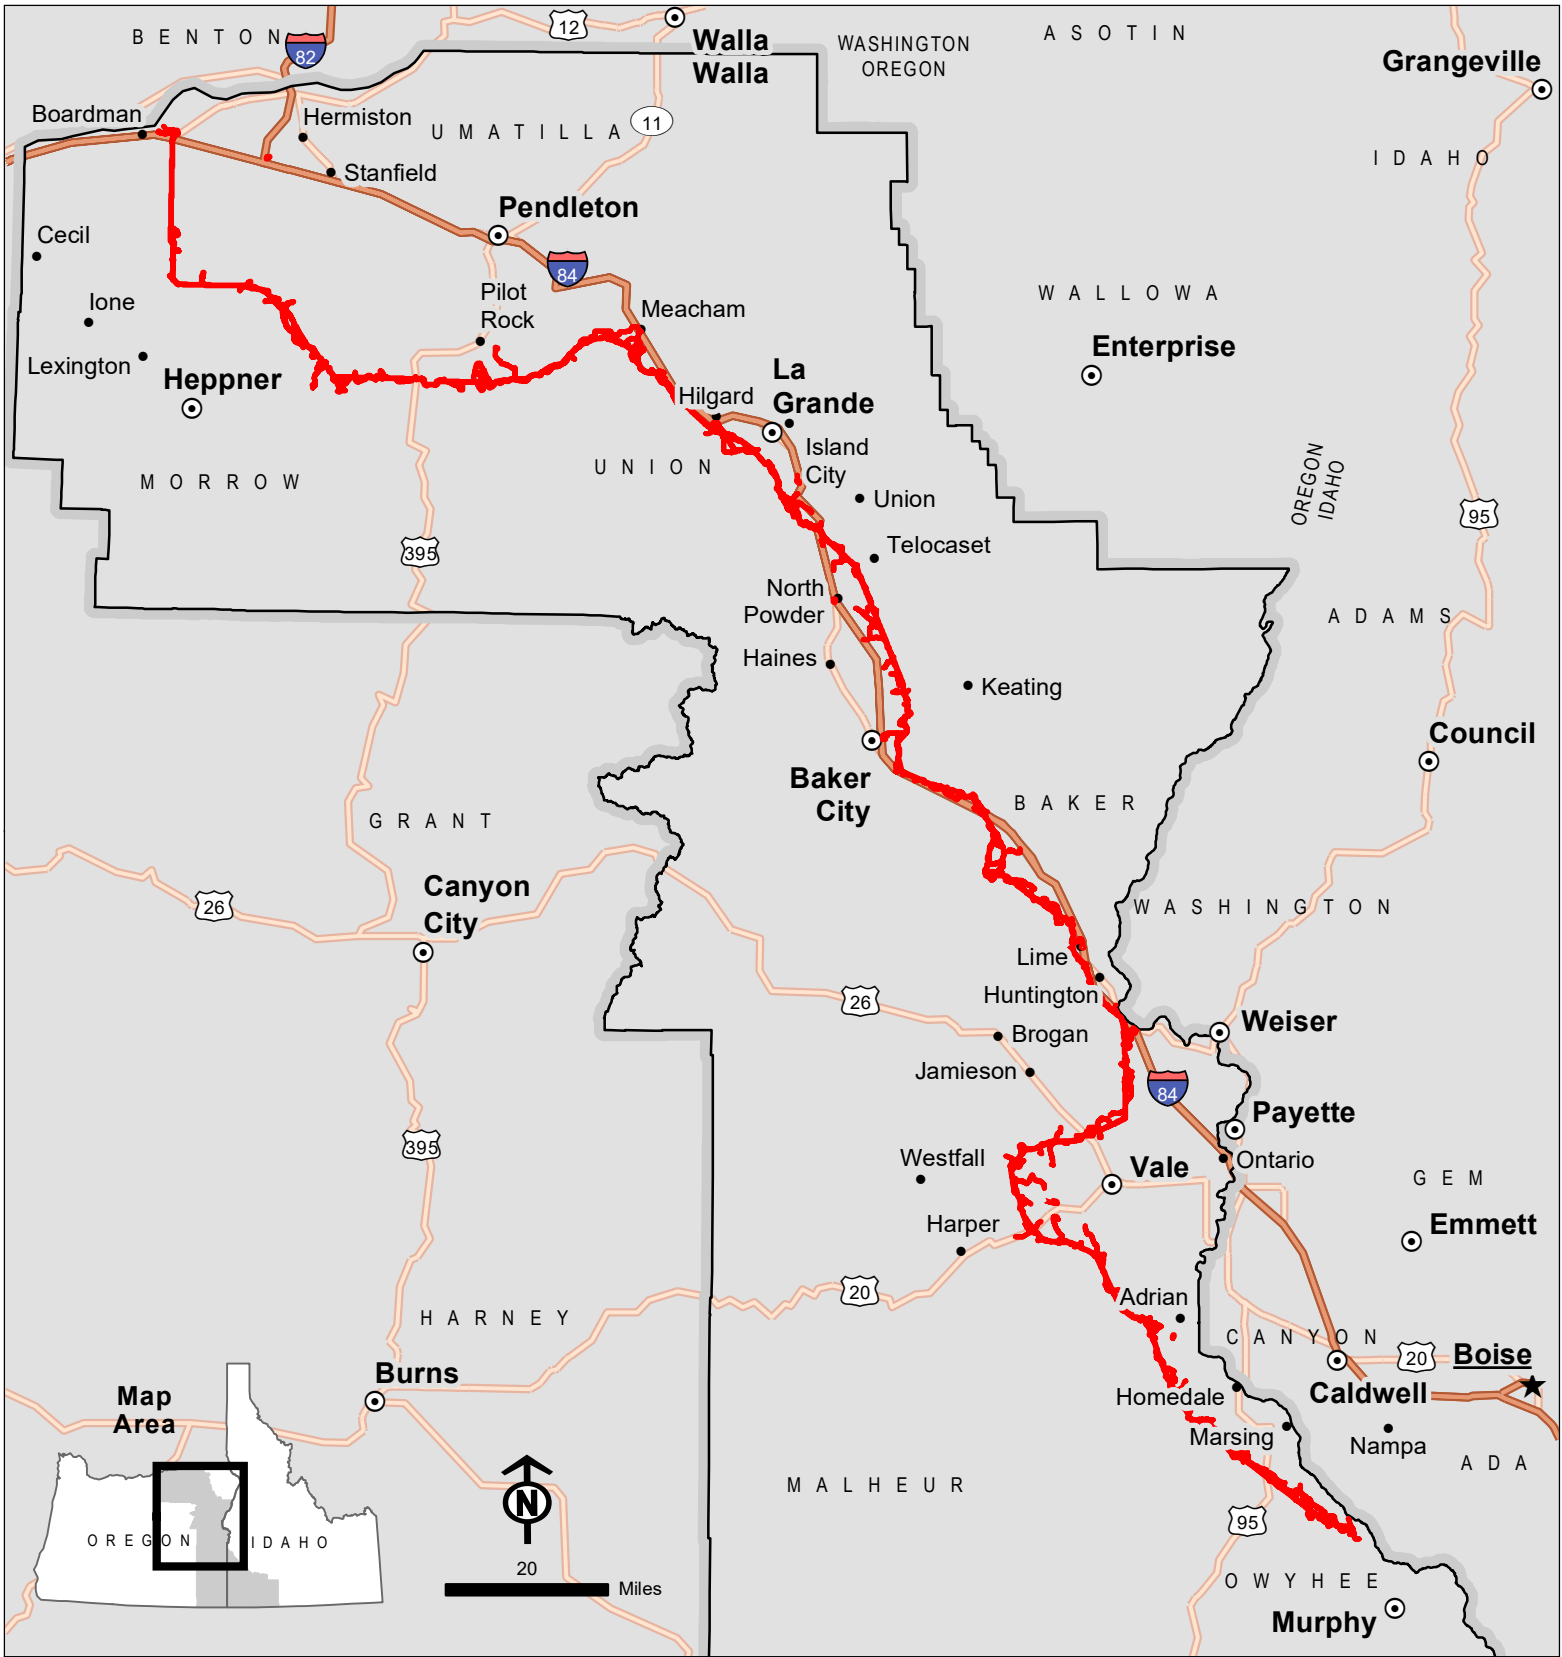 BENTON
82
12
Walla
Walla
WASHINGTON
OREGON
ASOTIN
Grangeville
Boardman
Hermiston
UMATILLA
11
IDAHO
Stanfield
Pendleton
Cecil
84
Ione
Pilot
Rock
Meacham
WALLOWA
Enterprise
Lexington
Heppner
Hilgard
La
Grande
Island
City
UNION
MORROW
Union
OREGON
IDAHO
95
395
Telocaset
North
Powder
ADAMS
Haines
Keating
Council
Baker
City
BAKER
GRANT
Canyon
City
26
WASHINGTON
Lime
Huntington
26
Weiser
Brogan
Jamieson
84
Payette
395
Westfall
Vale
Ontario
GEM
Harper
Emmett
20
Adrian
HARNEY
CANYON
20
Boise
Burns
Map
Area
Homedale
Caldwell
Marsing
Nampa
ADA
MALHEUR
N
95
OREGON
IDAHO
20
Miles
OWYHEE
Murphy